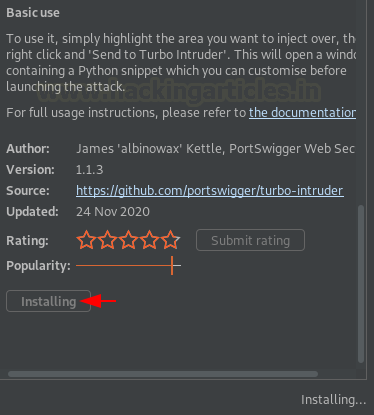 Basic use
To use it, simply highlight the area you want to inject over, the
right click and 'Send to Turbo Intruder'. This will open a windo
containing a Python snippet which you can customise before
launching the attack.
www.hackingarticles.in
For full usage instructions, please refer to the documentation
Author: James 'albinowax' Kettle, PortSwigger Web Sec
Version: 1.1.3
Source: https://github.com/portswigger/turbo-intruder
Updated: 24 Nov 2020
Rating: Submit rating
Popularity:
Installing
Installing...